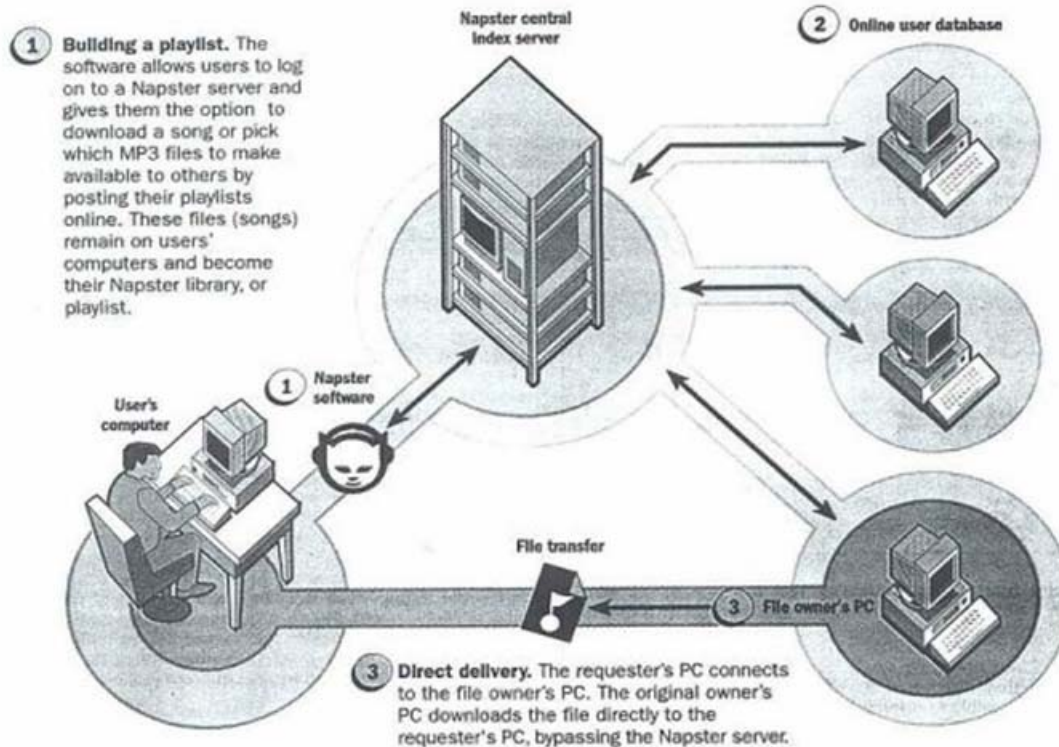 Napster central
index server
2 Online user database
1 Building a playlist. The
software allows users to log
on to a Napster server and
gives them the option to
download a song or pick
which MP3 files to make
available to others by
posting their playlists
online. These files (songs)
remain on users'
computers and become
their Napster library, or
playlist.
1 Napster
software
User's
computer
File transfer
3 File owner's PC
3 Direct delivery. The requester's PC connects
to the file owner's PC. The original owner's
PC downloads the file directly to the
requester's PC, bypassing the Napster server.